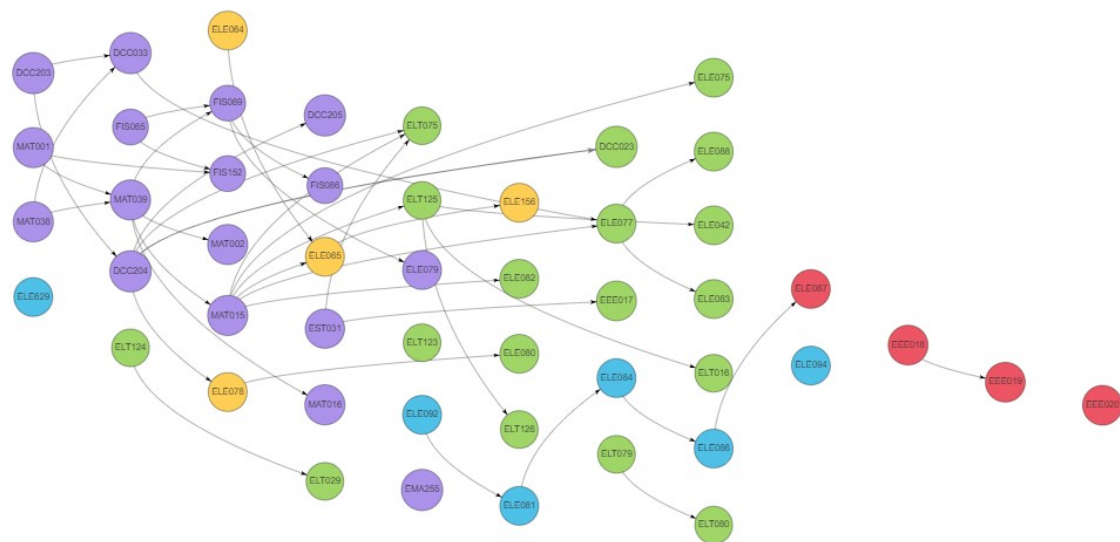 ELE064
DCC033
DCC203
ELE075
FIS069
DCC205
FIS065
ELT075
MAT001
DCC023
ELE088
FIS152
FIS086
MAT039
ELT125
ELE156
MAT038
ELE077
ELE042
MAT002
ELE065
DCC204
ELE079
ELE082
ELE087
ELE629
EEE017
ELE083
MAT015
EST031
ELT123
ELT124
ELE080
EEE018
ELE094
ELT016
ELE084
EEE019
ELE078
MAT016
EEE020
ELE092
ELT126
ELE086
ELT079
ELT029
EMA255
ELE081
ELT080